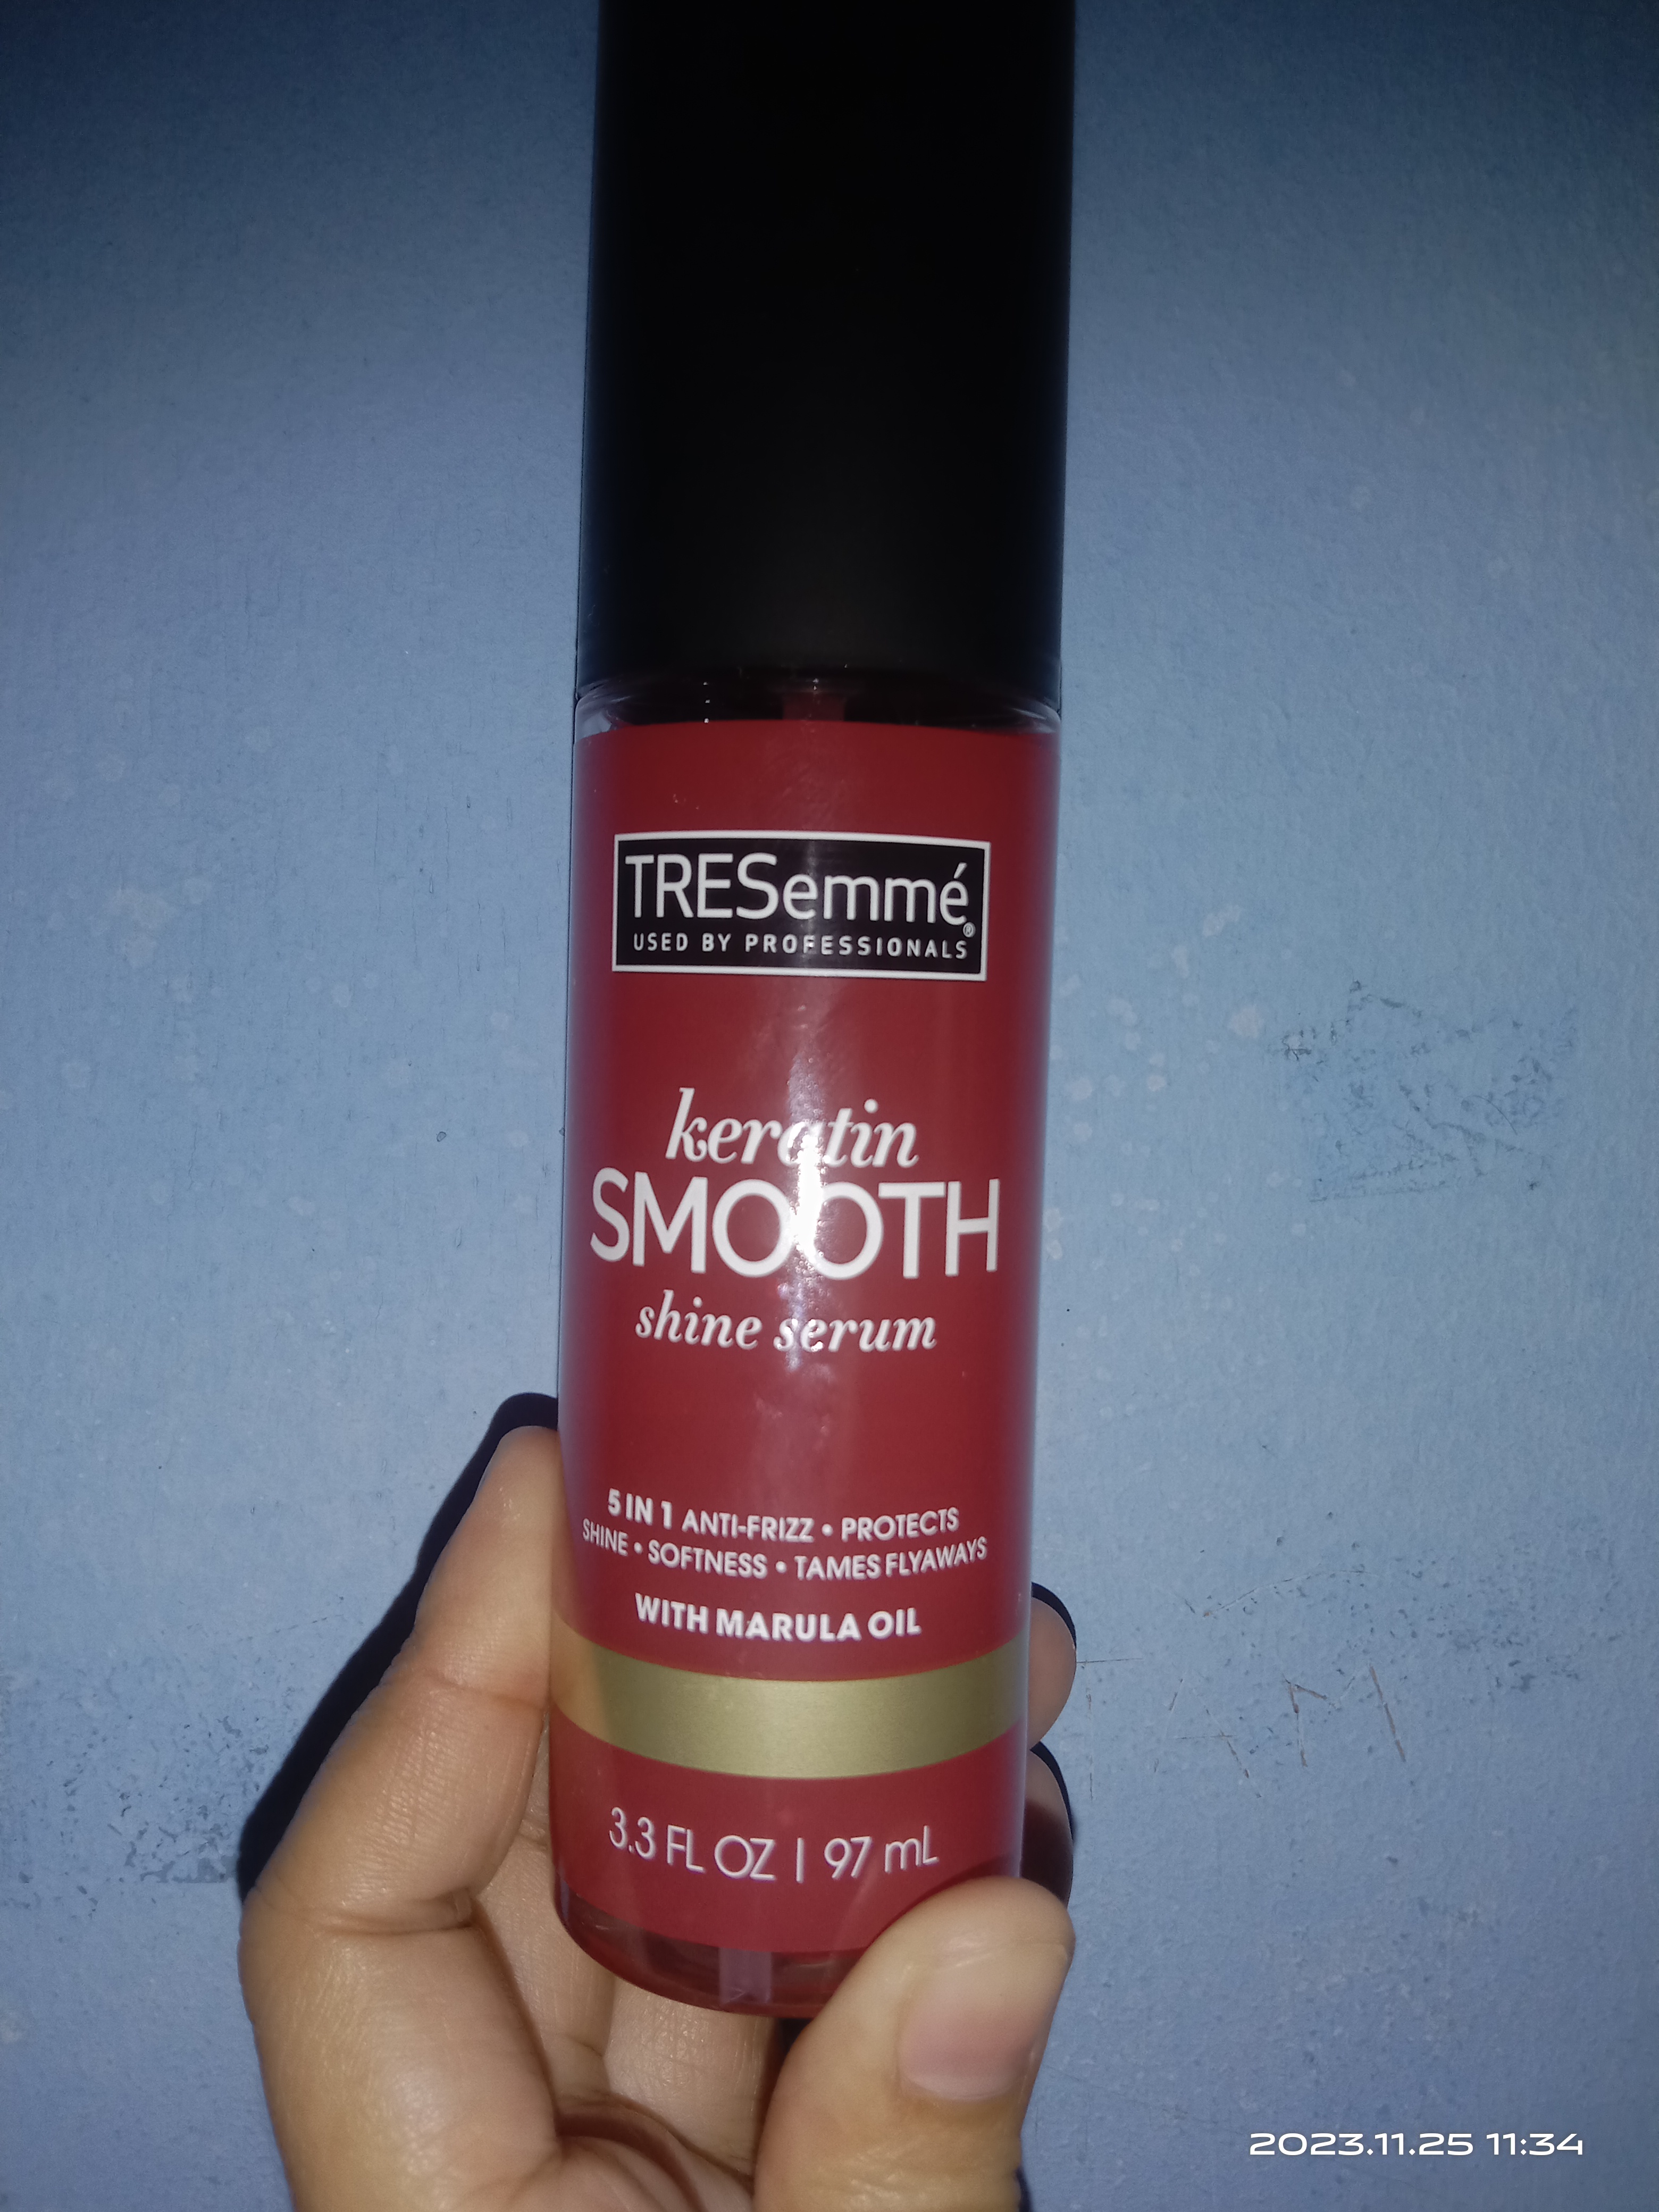 TRESemmé®
USED BY PROFESSIONALS
keratin
SMOOTH
shine serum
5 IN 1 ANTI-FRIZZ • PROTECTS
SHINE • SOFTNESS • TAMES FLYAWAYS
WITH MARULA OIL
3.3 FL OZ | 97 mL
2023.11.25 11:34